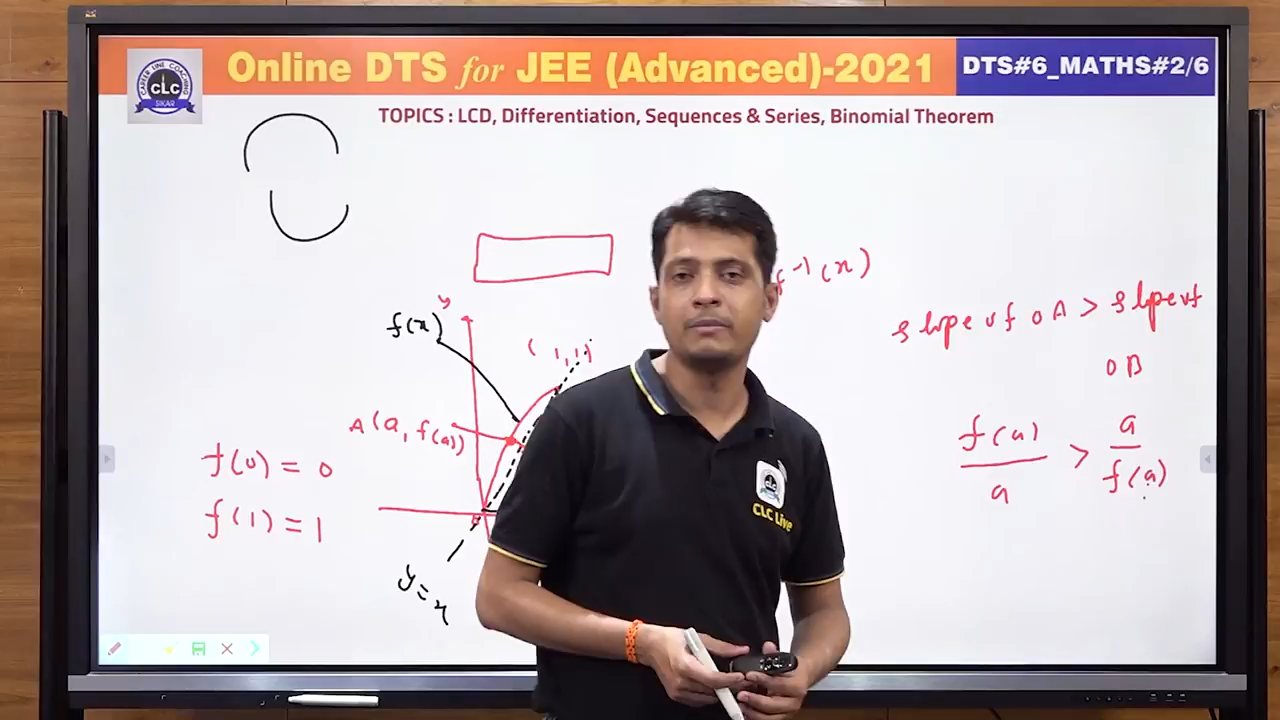 Online DTS for JEE (Advanced)-2021
DTS#6_MATHS#2/6
CAREER LINE COACHING
CLC
SIKAR
TOPICS : LCD, Differentiation, Sequences & Series, Binomial Theorem
f⁻¹(x)
y
f(x)
(1,1)
A(a, f(a))
f(0) = 0
f(1) = 1
y = x
slope of OA > slope of
OB
f(a)/a > a/f(a)
CLC
CLC Live